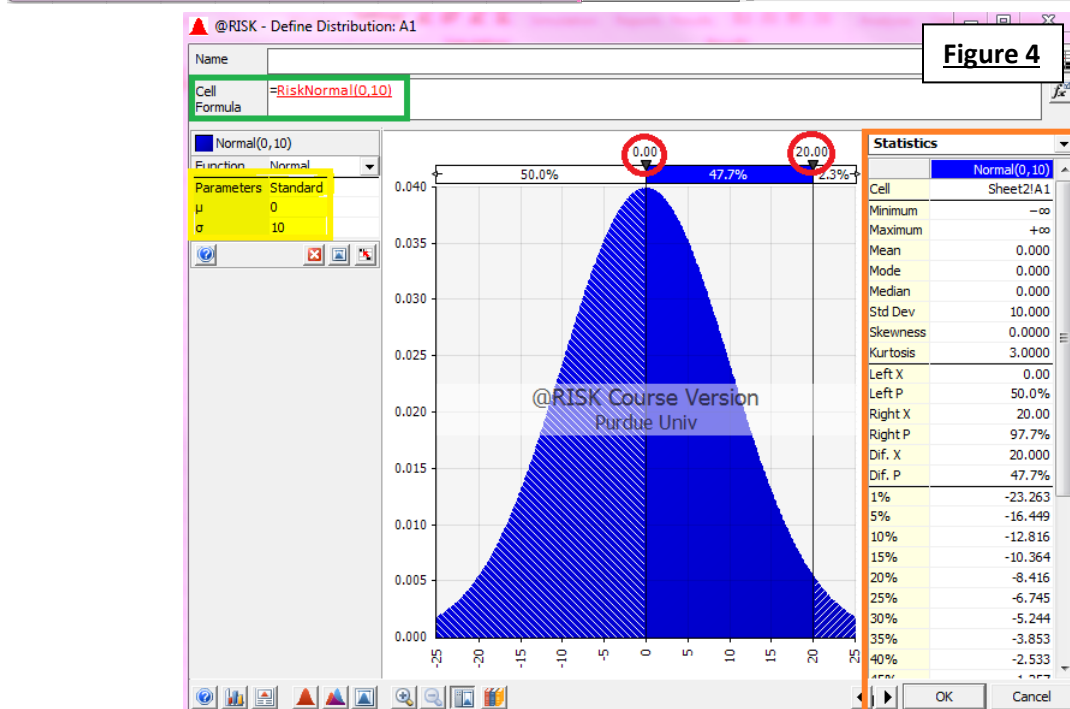 @RISK - Define Distribution: A1
Figure 4
Name
Cell Formula =RiskNormal(0,10)
Normal(0, 10)
Function Normal
Parameters Standard
μ 0
σ 10
0.00 20.00
50.0% 47.7% 2.3%
0.040
0.035
0.030
0.025
0.020
0.015
0.010
0.005
0.000
@RISK Course Version
Purdue Univ
-25 -20 -15 -10 -5 0 5 10 15 20 25
Statistics
Normal(0, 10)
Cell Sheet2!A1
Minimum -∞
Maximum +∞
Mean 0.000
Mode 0.000
Median 0.000
Std Dev 10.000
Skewness 0.0000
Kurtosis 3.0000
Left X 0.00
Left P 50.0%
Right X 20.00
Right P 97.7%
Dif. X 20.000
Dif. P 47.7%
1% -23.263
5% -16.449
10% -12.816
15% -10.364
20% -8.416
25% -6.745
30% -5.244
35% -3.853
40% -2.533
OK Cancel